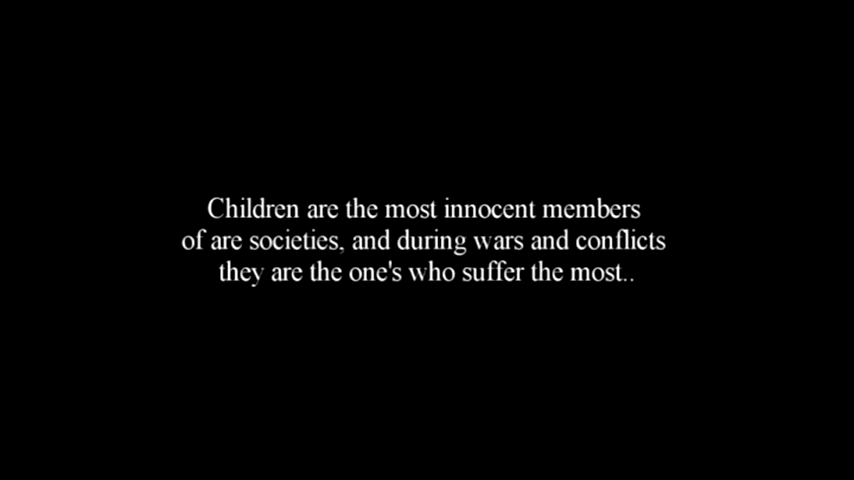 Children are the most innocent members
of are societies, and during wars and conflicts
they are the one's who suffer the most..